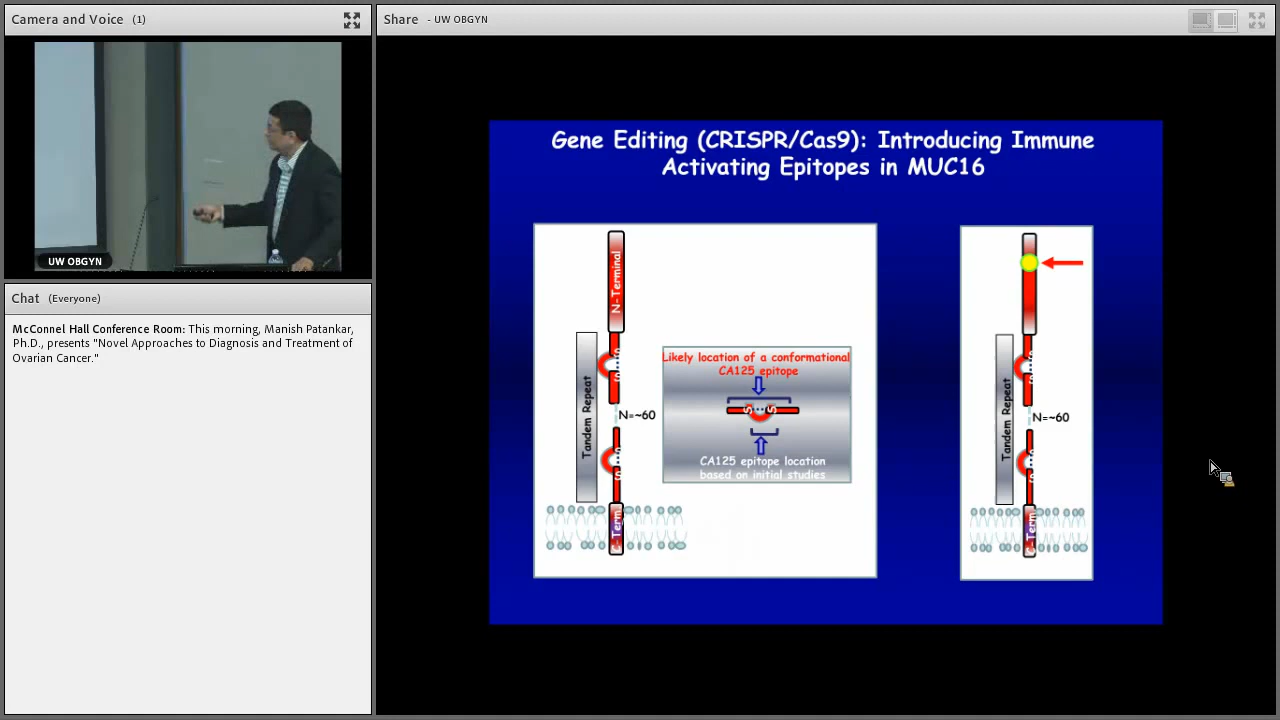 Camera and Voice (1)
UW OBGYN
Chat (Everyone)
McConnel Hall Conference Room: This morning, Manish Patankar,
Ph.D., presents "Novel Approaches to Diagnosis and Treatment of
Ovarian Cancer."
Share - UW OBGYN
Gene Editing (CRISPR/Cas9): Introducing Immune
Activating Epitopes in MUC16
N-Terminal
Tandem Repeat
S
S
N=~60
S
S
C-Term
Likely location of a conformational
CA125 epitope
S S
CA125 epitope location
based on initial studies
Tandem Repeat
S
S
N=~60
S
S
C-Term